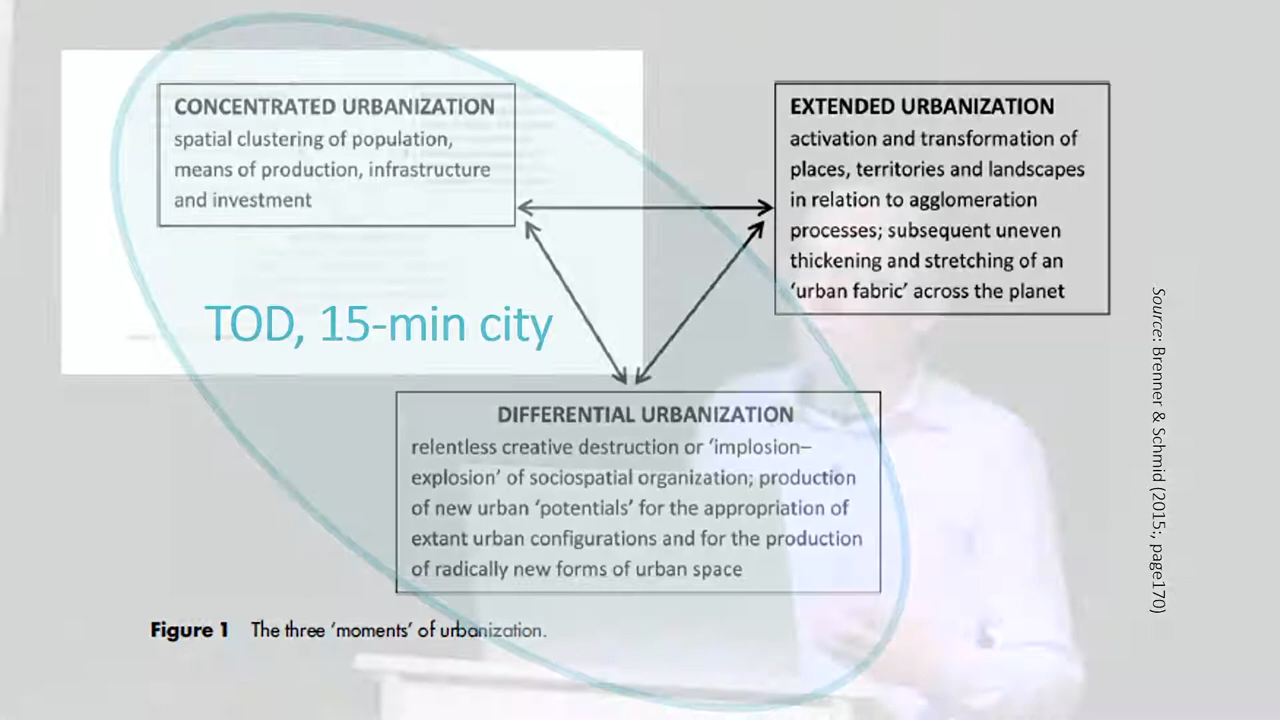 CONCENTRATED URBANIZATION
spatial clustering of population,
means of production, infrastructure
and investment
EXTENDED URBANIZATION
activation and transformation of
places, territories and landscapes
in relation to agglomeration
processes; subsequent uneven
thickening and stretching of an
‘urban fabric’ across the planet
TOD, 15-min city
DIFFERENTIAL URBANIZATION
relentless creative destruction or ‘implosion–
explosion’ of sociospatial organization; production
of new urban ‘potentials’ for the appropriation of
extant urban configurations and for the production
of radically new forms of urban space
Figure 1 The three ‘moments’ of urbanization.
Source: Brenner & Schmid (2015:, page170)